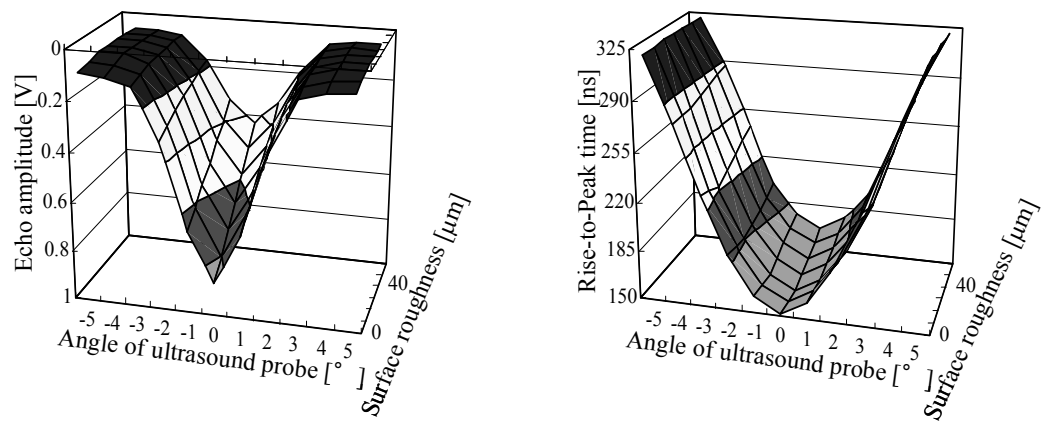 Echo amplitude [V]
0
0.2
0.4
0.6
0.8
1
-5 -4 -3 -2 -1 0 1 2 3 4 5
Angle of ultrasound probe [° ]
0
40
Surface roughness [µm]
Rise-to-Peak time [ns]
325
290
255
220
185
150
-5 -4 -3 -2 -1 0 1 2 3 4 5
Angle of ultrasound probe [° ]
0
40
Surface roughness [µm]